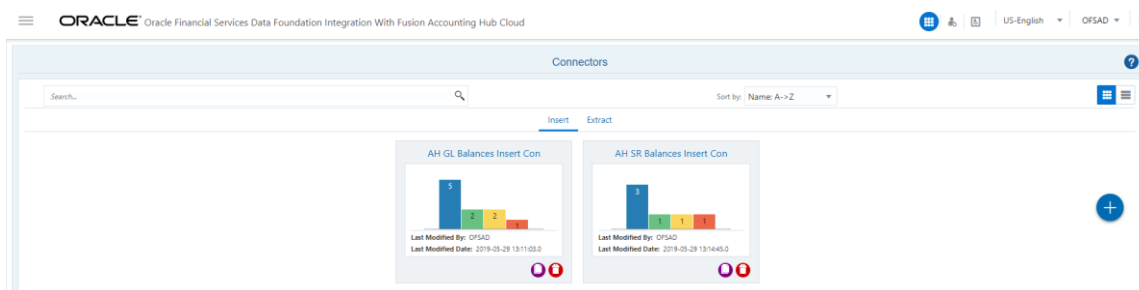 ORACLE Oracle Financial Services Data Foundation Integration With Fusion Accounting Hub Cloud
US-English
OFSAD
Connectors
?
Search...
Sort by: Name: A->Z
Insert Extract
AH GL Balances Insert Con
5
2
2
1
Last Modified By: OFSAD
Last Modified Date: 2019-05-29 13:11:03.0
AH SR Balances Insert Con
3
1
1
1
Last Modified By: OFSAD
Last Modified Date: 2019-05-29 13:14:45.0